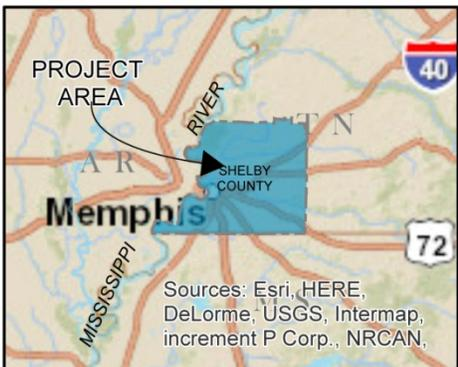 PROJECT
AREA
40
RIVER
T N
A R
SHELBY
COUNTY
Memphis
72
MISSISSIPPI
M S
Sources: Esri, HERE,
DeLorme, USGS, Intermap,
increment P Corp., NRCAN,